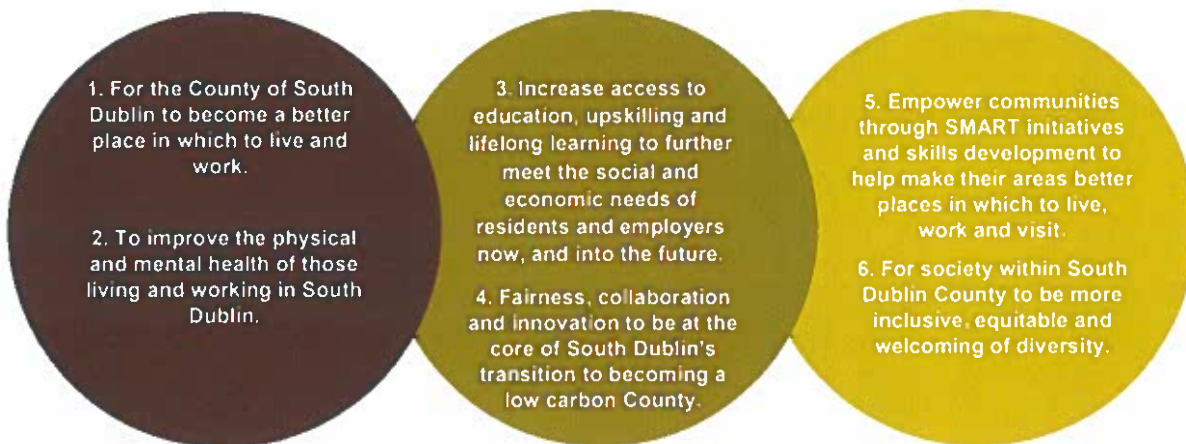 1. For the County of South
Dublin to become a better
place in which to live and
work.
2. To improve the physical
and mental health of those
living and working in South
Dublin.
3. Increase access to
education, upskilling and
lifelong learning to further
meet the social and
economic needs of
residents and employers
now, and into the future.
4. Fairness, collaboration
and innovation to be at the
core of South Dublin's
transition to becoming a
low carbon County.
5. Empower communities
through SMART initiatives
and skills development to
help make their areas better
places in which to live,
work and visit.
6. For society within South
Dublin County to be more
inclusive, equitable and
welcoming of diversity.